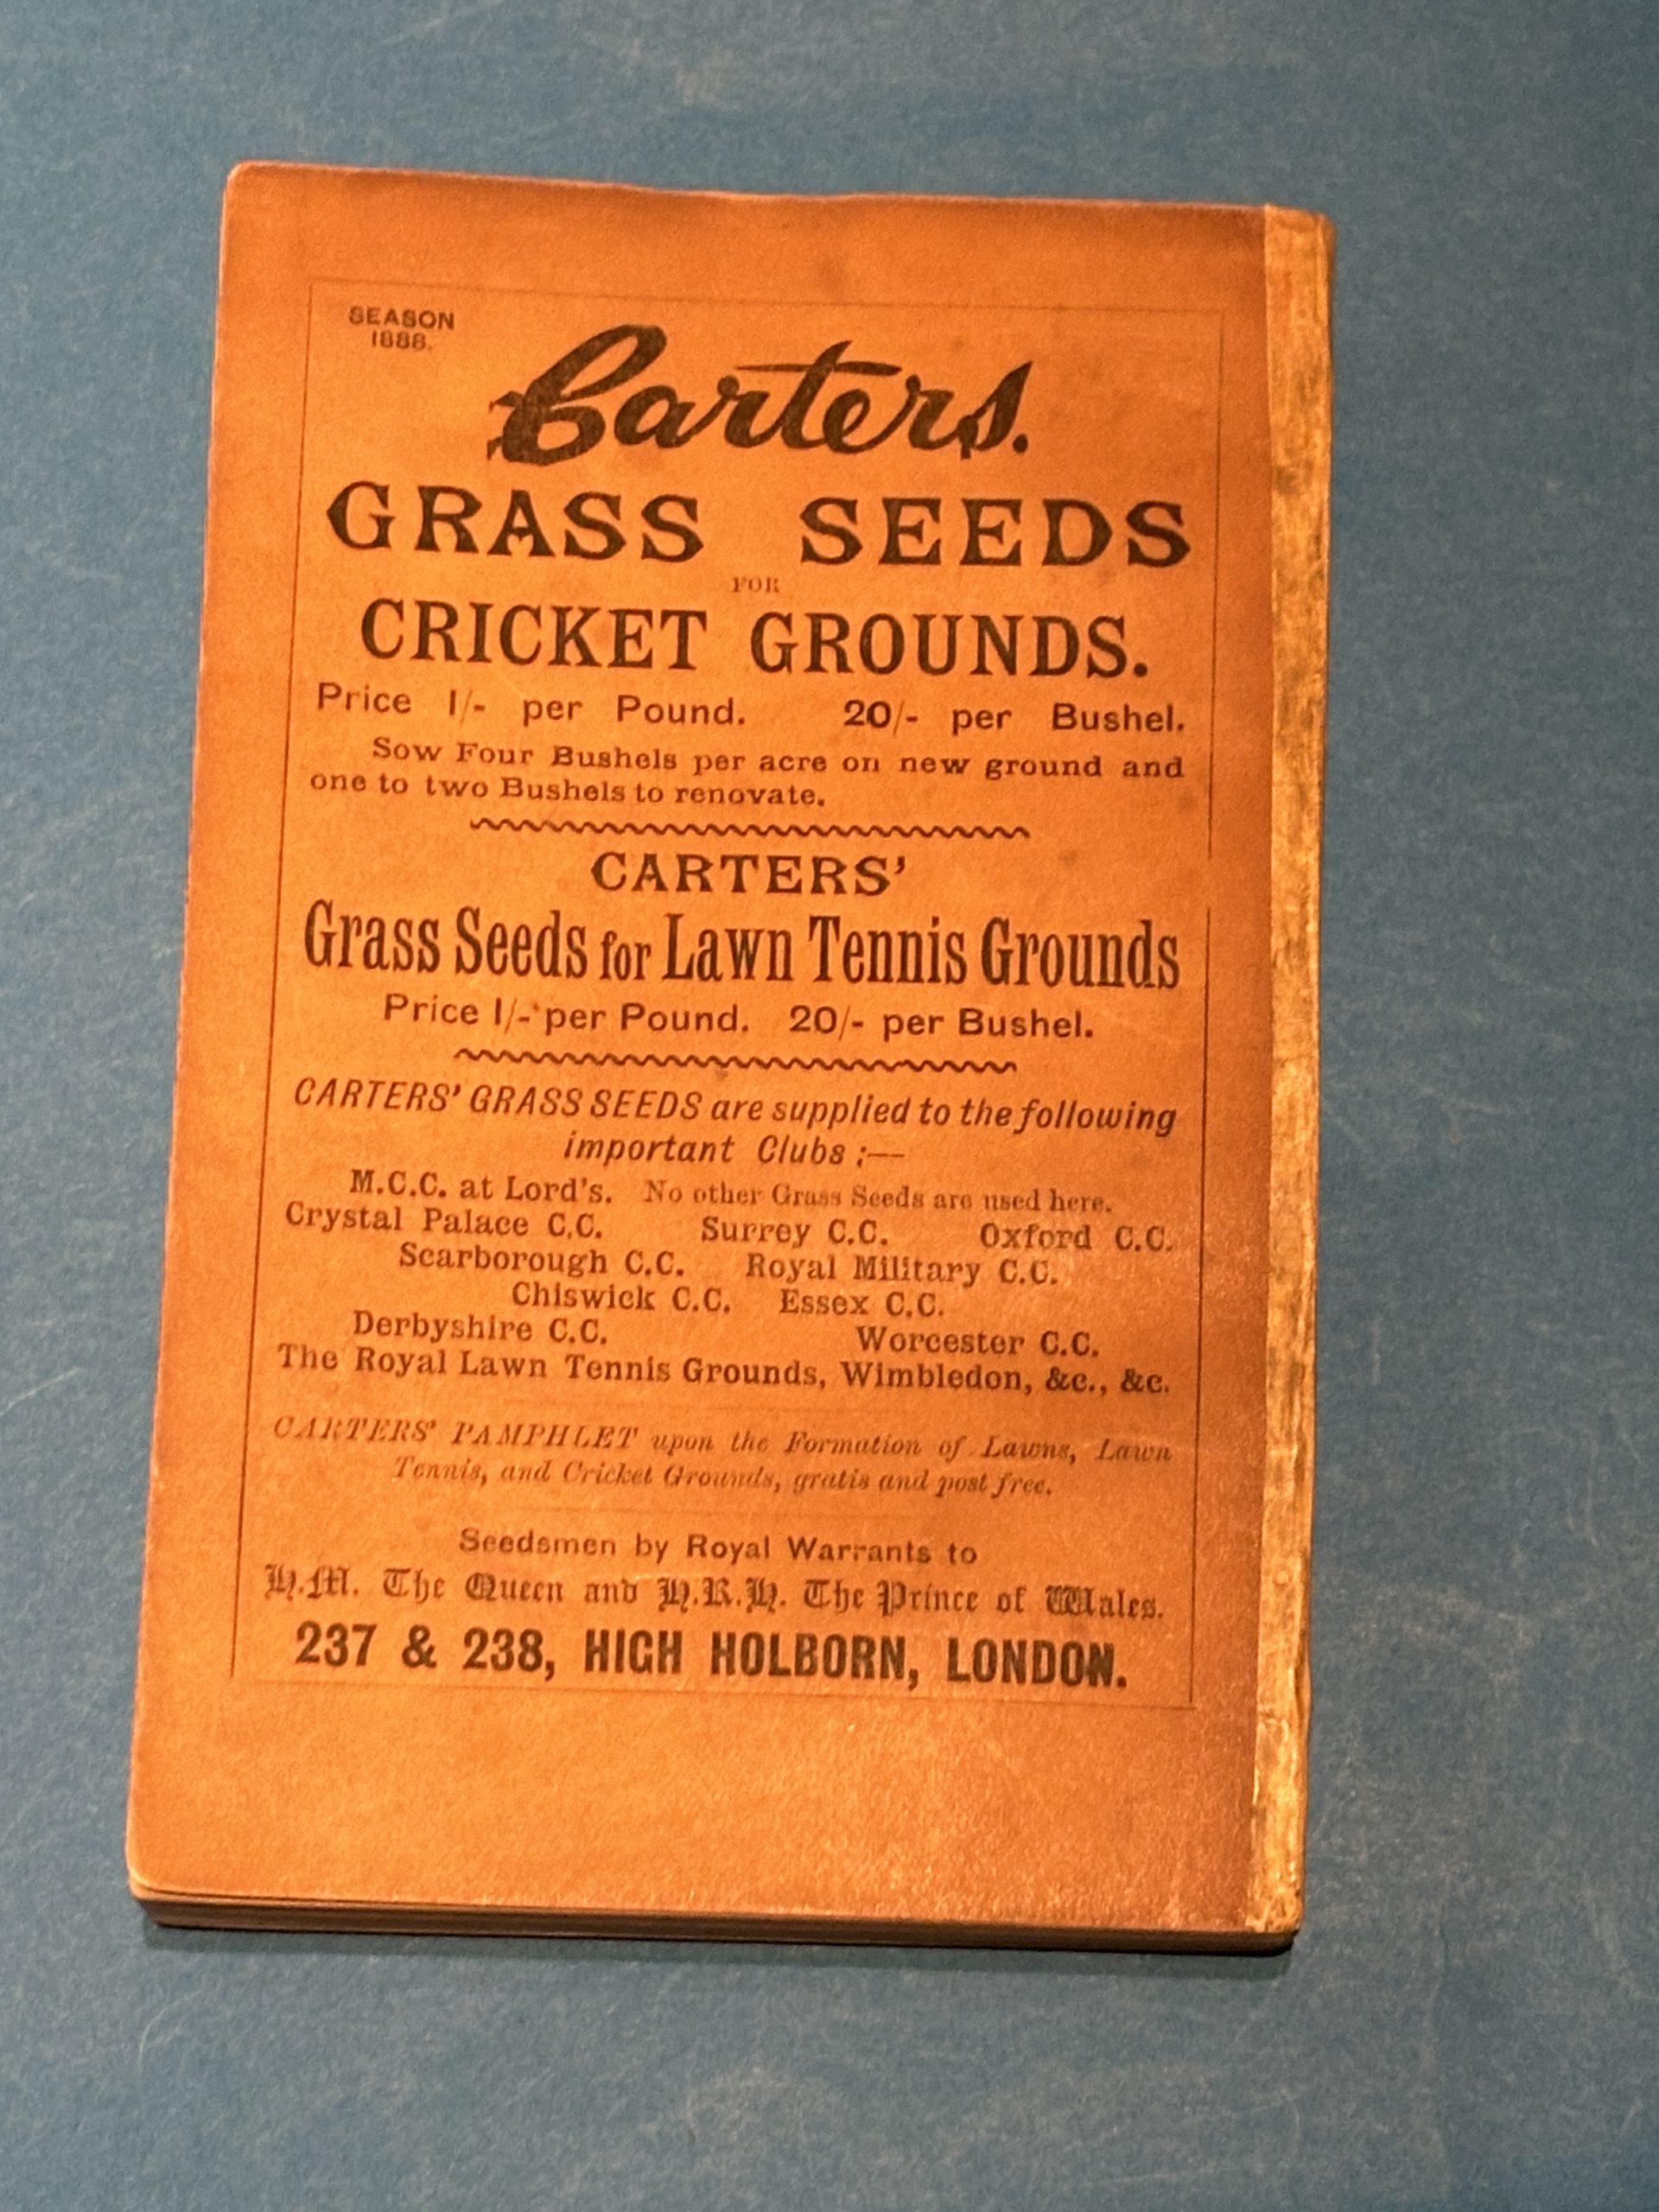 SEASON
1888.
Carters.
GRASS SEEDS
FOR
CRICKET GROUNDS.
Price 1/- per Pound. 20/- per Bushel.
Sow Four Bushels per acre on new ground and
one to two Bushels to renovate.
CARTERS'
Grass Seeds for Lawn Tennis Grounds
Price 1/- per Pound. 20/- per Bushel.
CARTERS' GRASS SEEDS are supplied to the following
important Clubs :—
M.C.C. at Lord's. No other Grass Seeds are used here.
Crystal Palace C.C. Surrey C.C. Oxford C.C.
Scarborough C.C. Royal Military C.C.
Chiswick C.C. Essex C.C.
Derbyshire C.C. Worcester C.C.
The Royal Lawn Tennis Grounds, Wimbledon, &c., &c.
CARTERS' PAMPHLET upon the Formation of Lawns, Lawn
Tennis, and Cricket Grounds, gratis and post free.
Seedsmen by Royal Warrants to
H.M. The Queen and H.R.H. The Prince of Wales.
237 & 238, HIGH HOLBORN, LONDON.